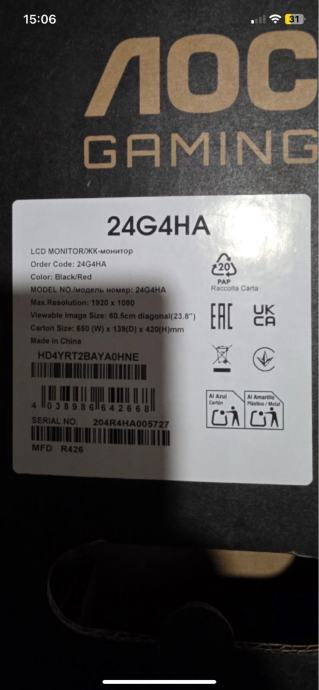 15:06
31
AOC
GAMING
24G4HA
LCD MONITOR/ЖК-монитор
Order Code: 24G4HA
Color: Black/Red
MODEL NO./модель номер: 24G4HA
Max.Resolution: 1920 x 1080
Viewable Image Size: 60.5cm diagonal(23.8")
Carton Size: 650 (W) x 139(D) x 420(H)mm
Made in China
HD4YRT2BAYA0HNE
4 038986 642668
SERIAL NO. 204R4HA005727
MFD R426
20
PAP
Raccolta Carta
EAC
UK
CA
Al Azul
Cartón
Al Amarillo
Plástico / Metal